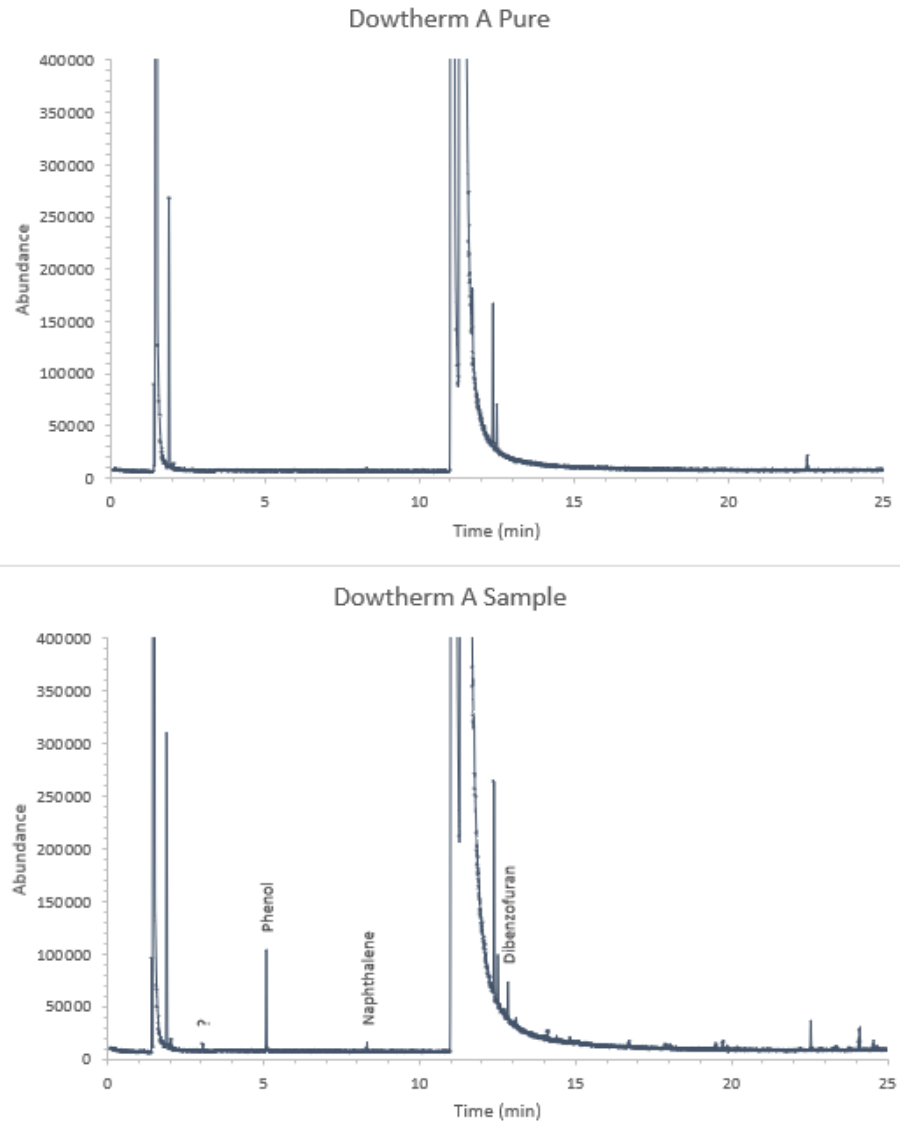 Dowtherm A Pure
400000
350000
300000
250000
200000
150000
100000
50000
0
Abundance
0 5 10 15 20 25
Time (min)
Dowtherm A Sample
400000
350000
300000
250000
200000
150000
100000
50000
0
Abundance
?
Phenol
Naphthalene
Dibenzofuran
0 5 10 15 20 25
Time (min)